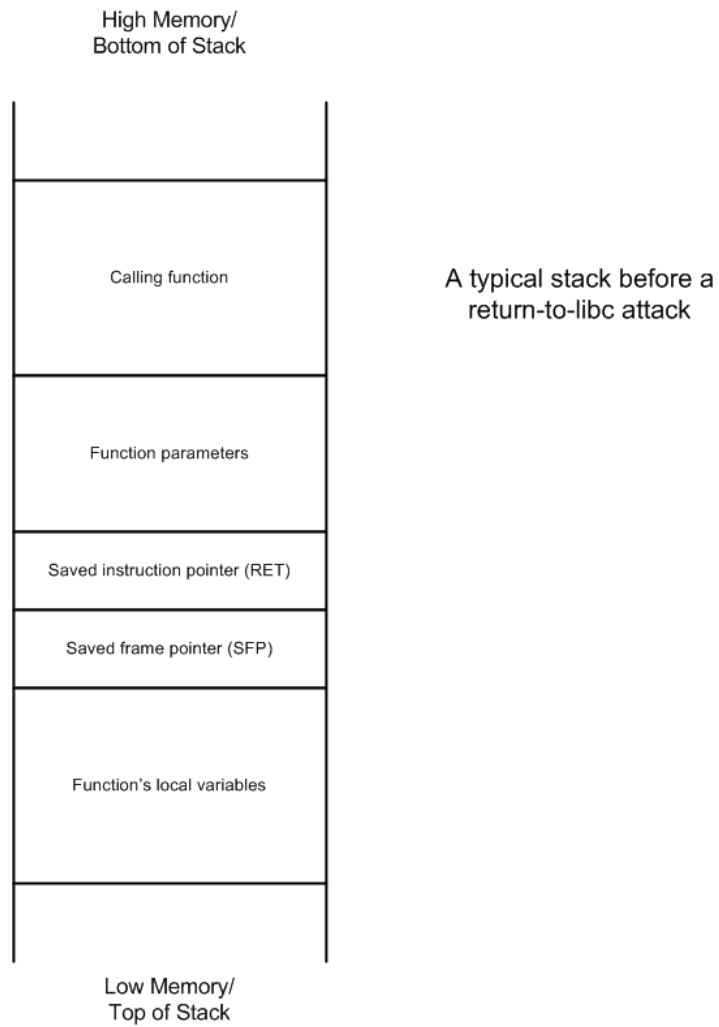 High Memory/
Bottom of Stack
Calling function
A typical stack before a
return-to-libc attack
Function parameters
Saved instruction pointer (RET)
Saved frame pointer (SFP)
Function's local variables
Low Memory/
Top of Stack